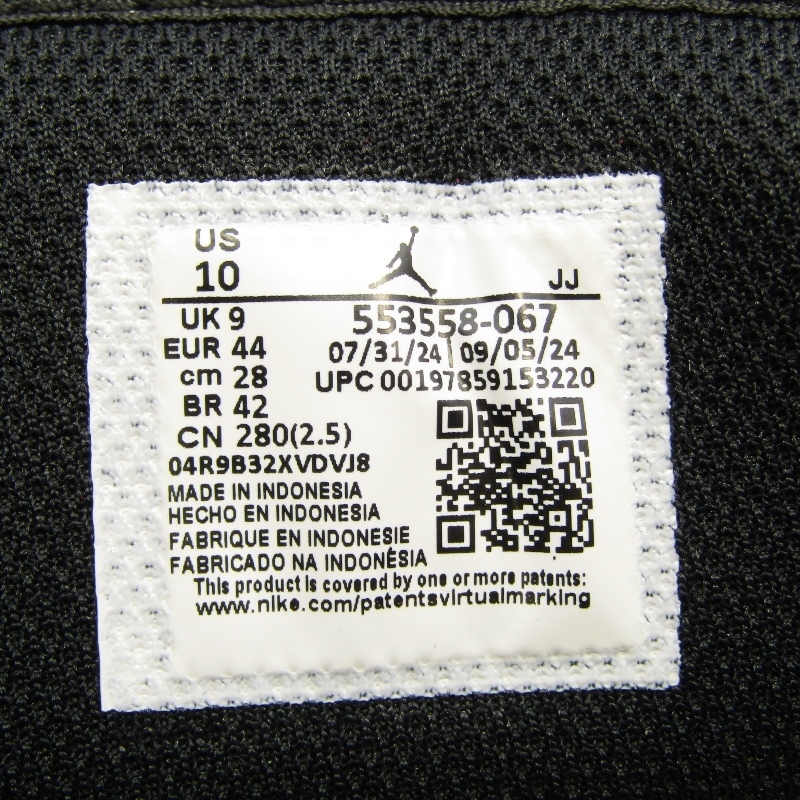 US
10
JJ
UK 9
EUR 44
cm 28
BR 42
CN 280(2.5)
553558-067
07/31/24 09/05/24
UPC 00197859153220
04R9B32XVDVJ8
MADE IN INDONESIA
HECHO EN INDONESIA
FABRIQUE EN INDONÉSIE
FABRICADO NA INDONÉSIA
This product is covered by one or more patents:
www.nike.com/patentsvirtualmarking